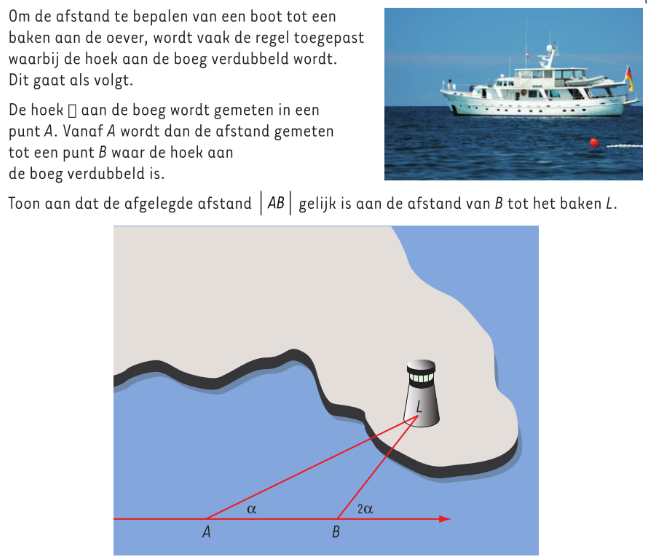 Om de afstand te bepalen van een boot tot een
baken aan de oever, wordt vaak de regel toegepast
waarbij de hoek aan de boeg verdubbeld wordt.
Dit gaat als volgt.
De hoek ▯ aan de boeg wordt gemeten in een
punt A. Vanaf A wordt dan de afstand gemeten
tot een punt B waar de hoek aan
de boeg verdubbeld is.
Toon aan dat de afgelegde afstand |AB| gelijk is aan de afstand van B tot het baken L.
L
α 2α
A B